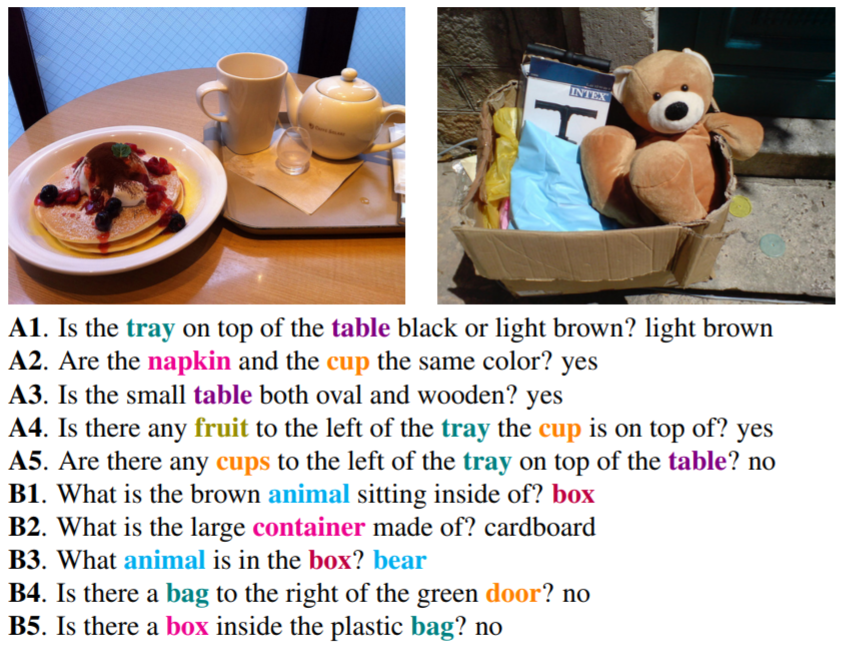 INTEX
A1. Is the tray on top of the table black or light brown? light brown
A2. Are the napkin and the cup the same color? yes
A3. Is the small table both oval and wooden? yes
A4. Is there any fruit to the left of the tray the cup is on top of? yes
A5. Are there any cups to the left of the tray on top of the table? no
B1. What is the brown animal sitting inside of? box
B2. What is the large container made of? cardboard
B3. What animal is in the box? bear
B4. Is there a bag to the right of the green door? no
B5. Is there a box inside the plastic bag? no